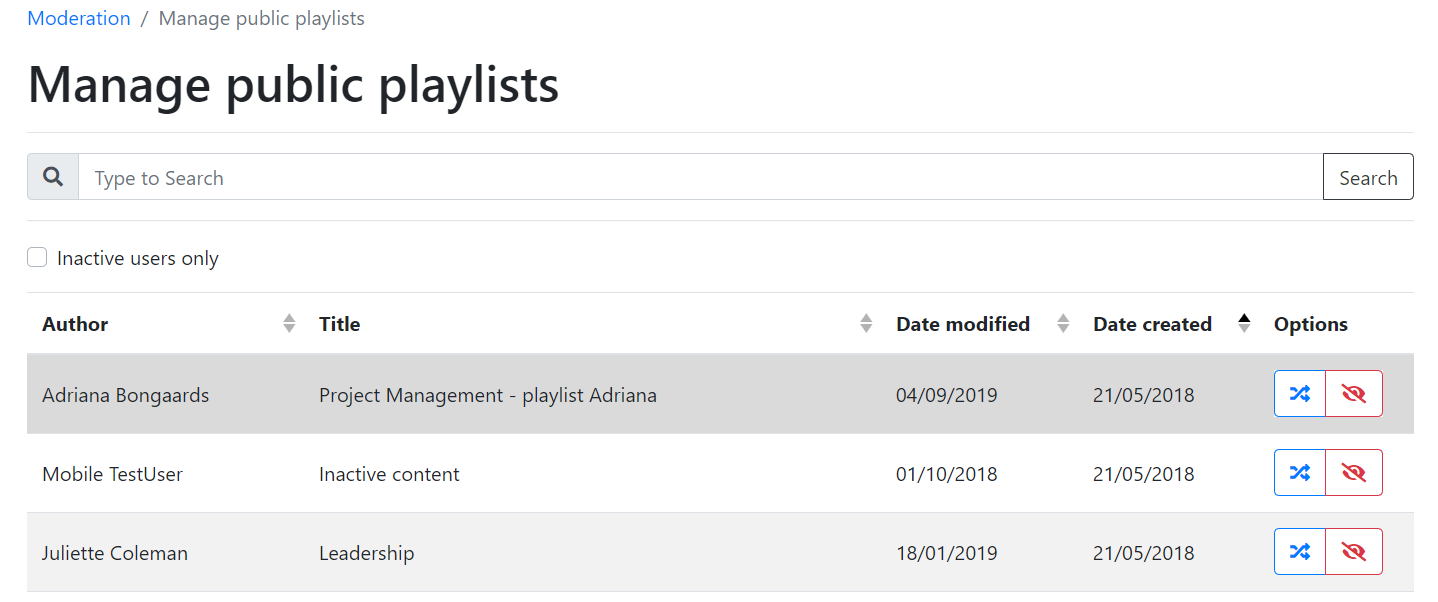 Moderation / Manage public playlists
Manage public playlists
Type to Search Search
Inactive users only
Author Title Date modified Date created Options
Adriana Bongaards Project Management - playlist Adriana 04/09/2019 21/05/2018
Mobile TestUser Inactive content 01/10/2018 21/05/2018
Juliette Coleman Leadership 18/01/2019 21/05/2018